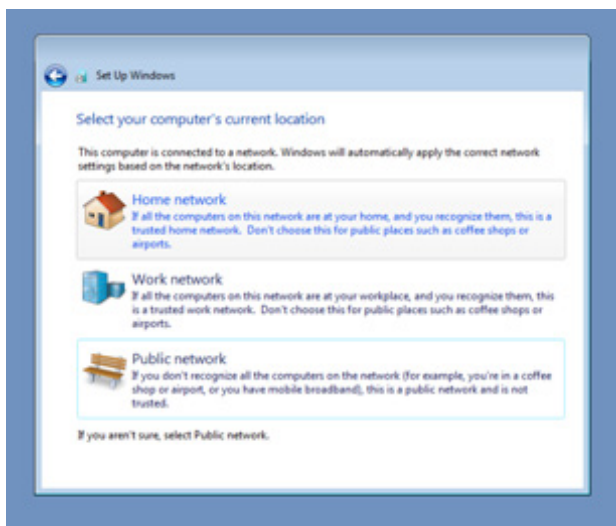 Set Up Windows
Select your computer's current location
This computer is connected to a network. Windows will automatically apply the correct network
settings based on the network's location.
Home network
If all the computers on this network are at your home, and you recognize them, this is a
trusted home network. Don't choose this for public places such as coffee shops or
airports.
Work network
If all the computers on this network are at your workplace, and you recognize them, this
is a trusted work network. Don't choose this for public places such as coffee shops or
airports.
Public network
If you don't recognize all the computers on the network (for example, you're in a coffee
shop or airport, or you have mobile broadband), this is a public network and is not
trusted.
If you aren't sure, select Public network.